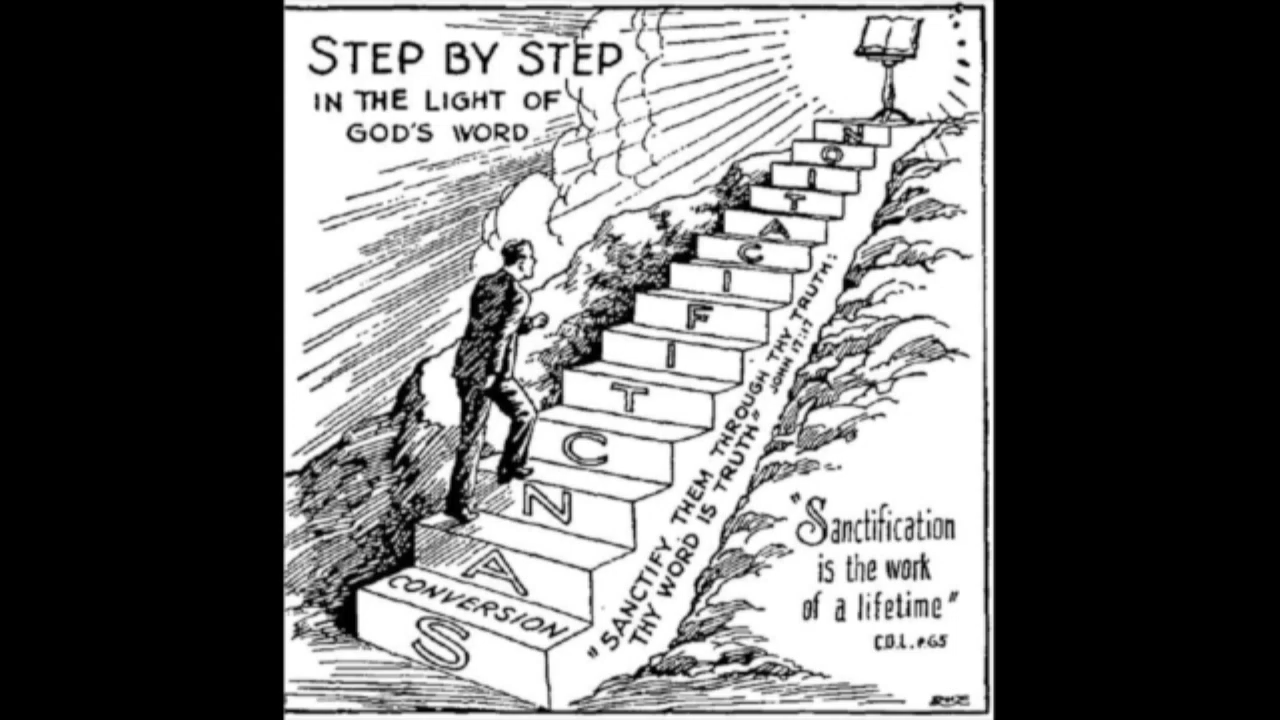 STEP BY STEP
IN THE LIGHT OF
GOD'S WORD
N
O
I
T
A
C
I
F
I
T
C
N
A
CONVERSION
S
"SANCTIFY THEM THROUGH THY TRUTH:
THY WORD IS TRUTH" JOHN 17:17
"Sanctification
is the work
of a lifetime"
C.O.L. P.65